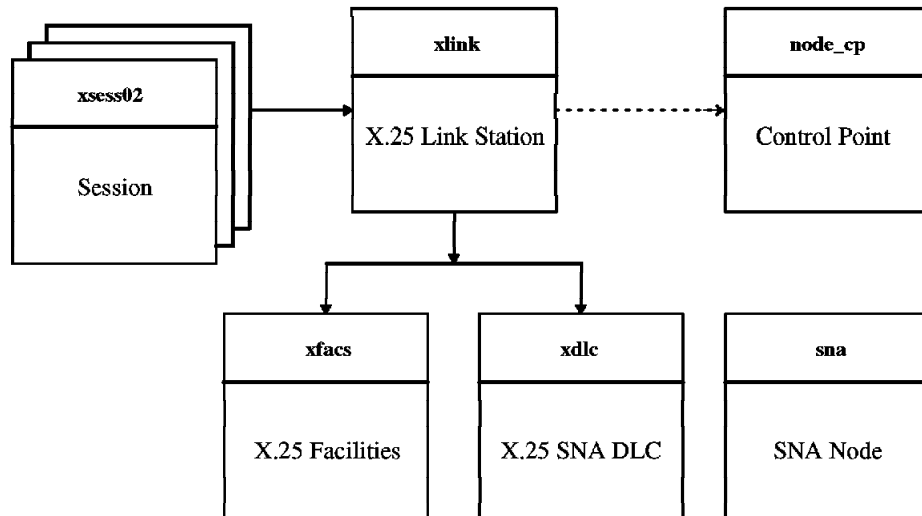 xsess02
Session
xlink
X.25 Link Station
node_cp
Control Point
xfacs
X.25 Facilities
xdlc
X.25 SNA DLC
sna
SNA Node